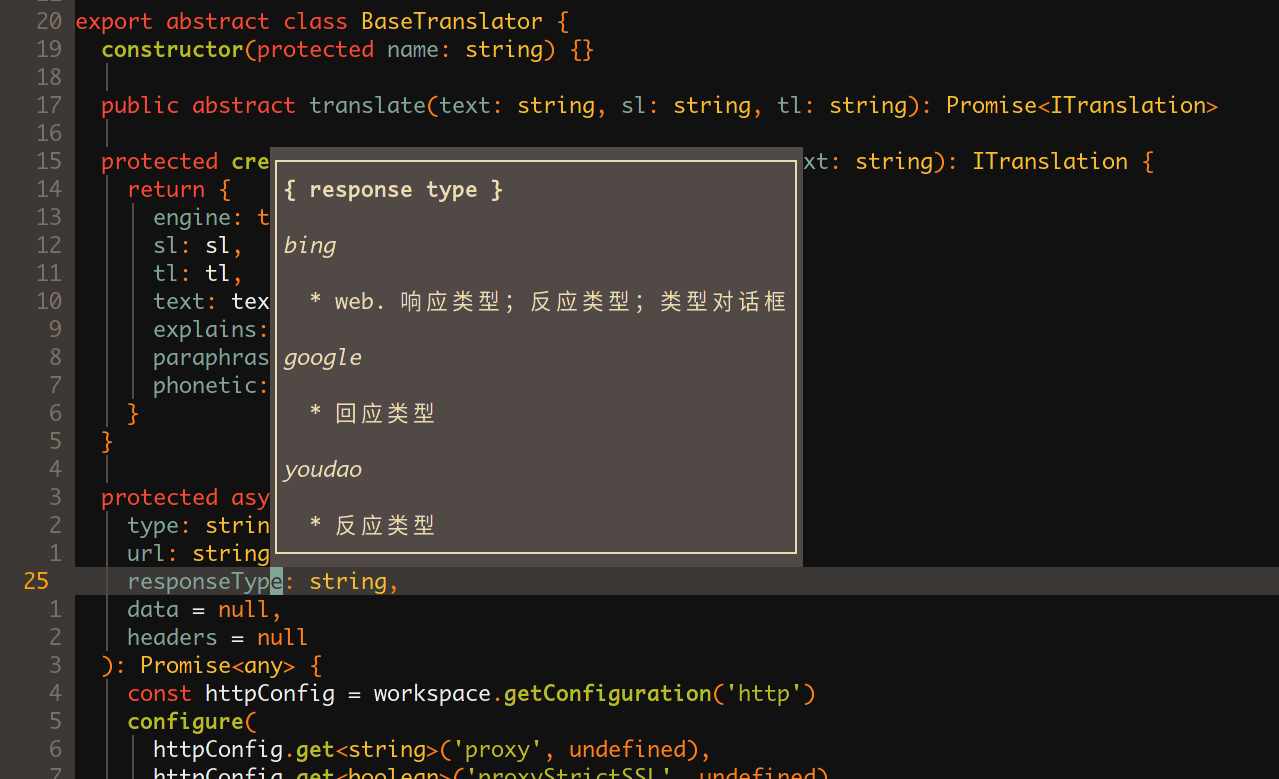 20 export abstract class BaseTranslator {
19 constructor(protected name: string) {}
18
17 public abstract translate(text: string, sl: string, tl: string): Promise<ITranslation>
16
15 protected cre xt: string): ITranslation {
{ response type }
14 return {
13 engine: t
12 sl: sl,
bing
11 tl: tl,
10 text: tex
* web. 响应类型; 反应类型; 类型对话框
9 explains:
8 paraphras
google
7 phonetic:
6 }
* 回应类型
5 }
4
youdao
3 protected asy
2 type: strin
* 反应类型
1 url: string
25 responseType: string,
1 data = null,
2 headers = null
3 ): Promise<any> {
4 const httpConfig = workspace.getConfiguration('http')
5 configure(
6 httpConfig.get<string>('proxy', undefined),
7 httpConfig.get<boolean>('proxyStrictSSL', undefined)